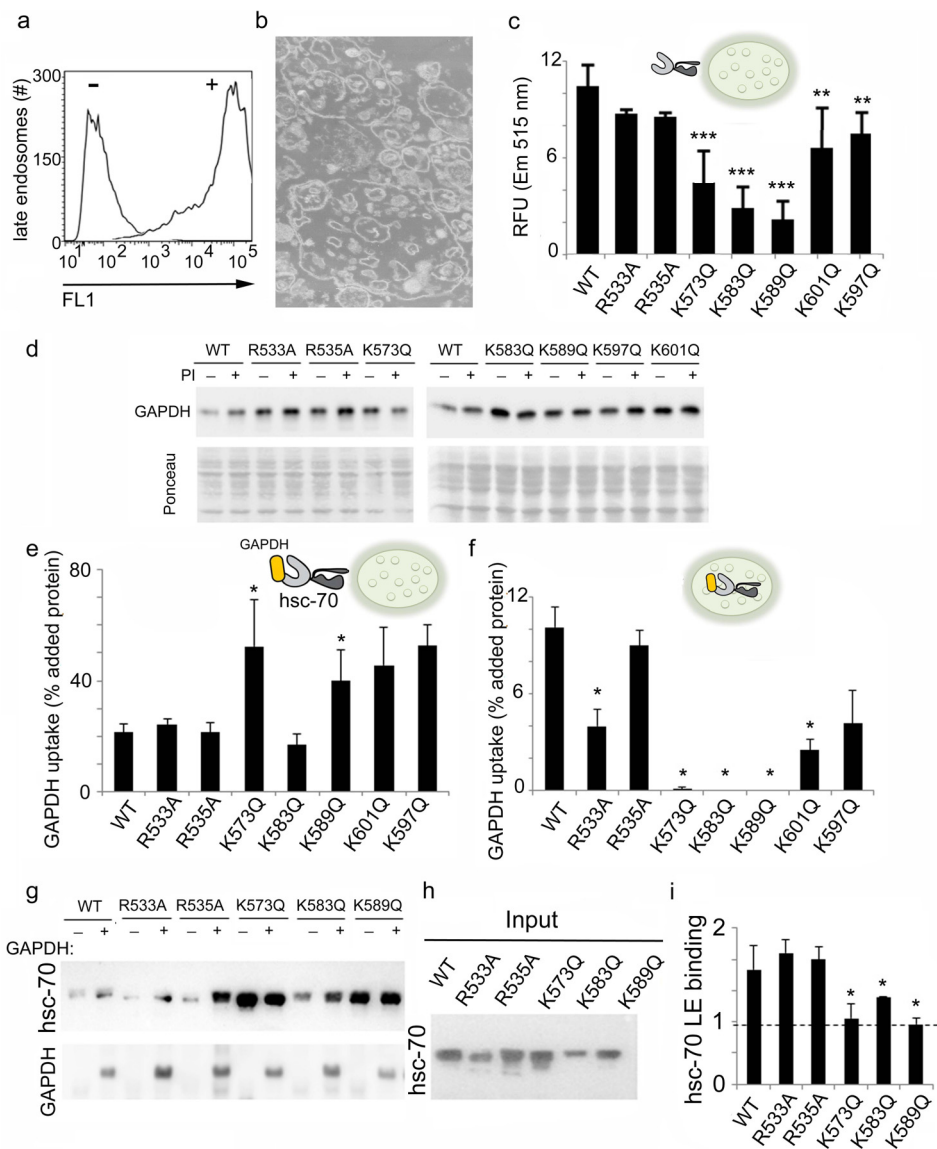 a
late endosomes (#)
300
150
0
-
+
10¹ 10² 10³ 10⁴ 10⁵
FL1
b
c
RFU (Em 515 nm)
12
6
0
*** *** *** ** **
WT R533A R535A K573Q K583Q K589Q K601Q K597Q
d
WT R533A R535A K573Q WT K583Q K589Q K597Q K601Q
PI – + – + – + – + – + – + – + – + – +
GAPDH
Ponceau
e
GAPDH uptake (% added protein)
80
40
0
GAPDH
hsc-70
* *
WT R533A R535A K573Q K583Q K589Q K601Q K597Q
f
GAPDH uptake (% added protein)
12
6
0
* * * * *
WT R533A R535A K573Q K583Q K589Q K601Q K597Q
g
WT R533A R535A K573Q K583Q K589Q
GAPDH: – + – + – + – + – + – +
hsc-70
GAPDH
h
Input
WT R533A R535A K573Q K583Q K589Q
hsc-70
i
hsc-70 LE binding
2
1
0
* * *
WT R533A R535A K573Q K583Q K589Q